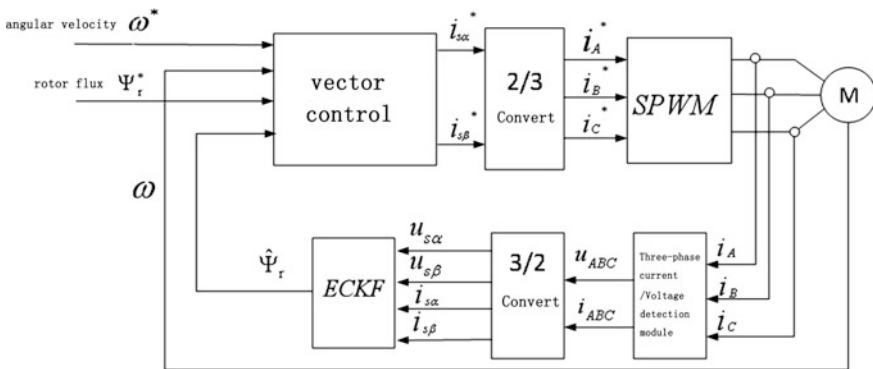 angular velocity ω*
rotor flux Ψr*
vector
control
isα*
isβ*
2/3
Convert
iA*
iB*
iC*
SPWM
M
ω
Ψ̂r
ECKF
usα
usβ
isα
isβ
3/2
Convert
uABC
iABC
Three-phase
current
/Voltage
detection
module
iA
iB
iC